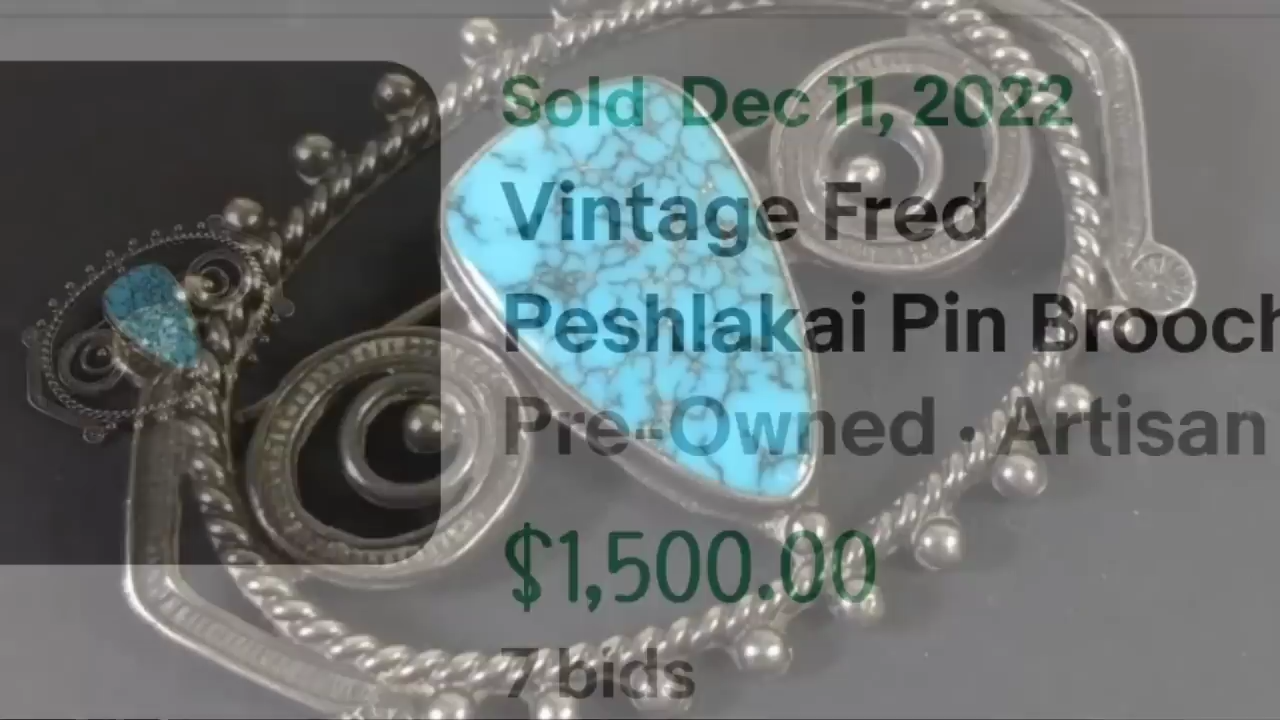 Sold Dec 11, 2022
Vintage Fred
Peshlakai Pin Brooch
Pre-Owned · Artisan
$1,500.00
7 bids